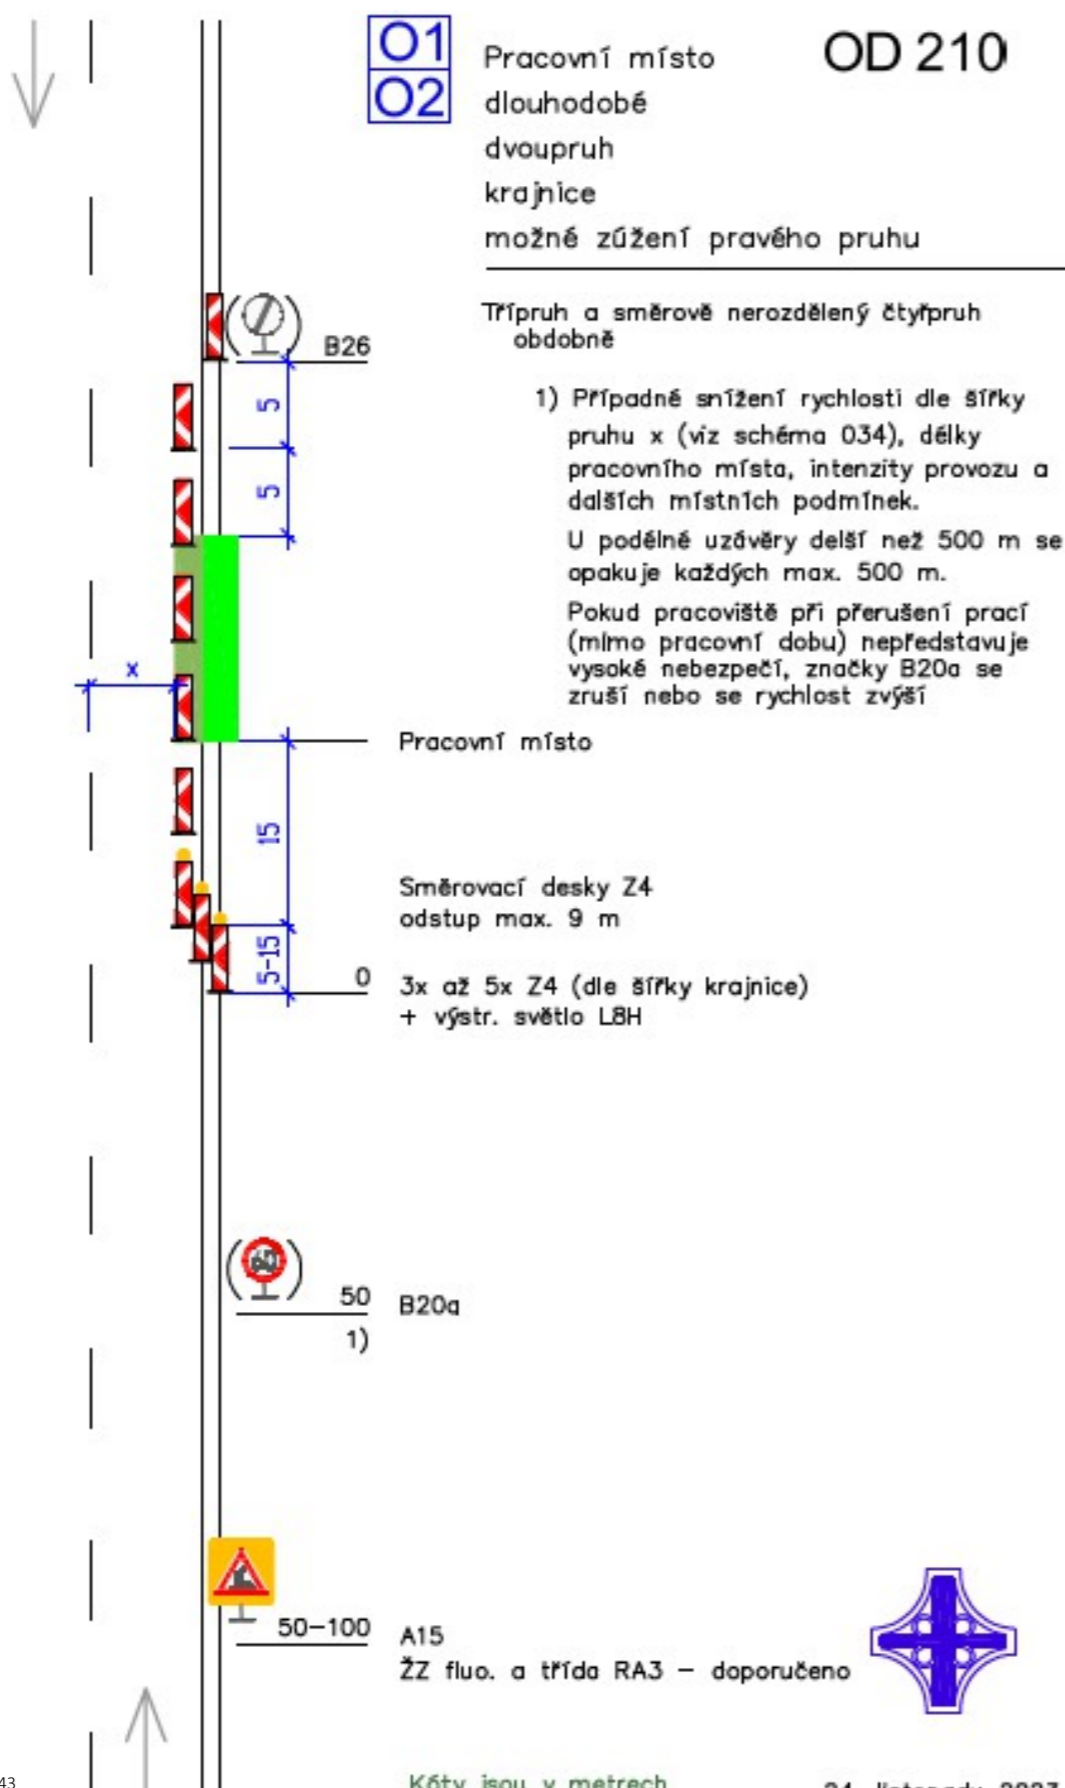 O1
O2
Pracovní místo
OD 210
dlouhodobé
dvoupruh
krajnice
možné zúžení pravého pruhu
Třípruh a směrově nerozdělený čtyřpruh
obdobně
B26
5
5
1) Případné snížení rychlosti dle šířky
pruhu x (viz schéma 034), délky
pracovního místa, intenzity provozu a
dalších místních podmínek.
U podélné uzávěry delší než 500 m se
opakuje každých max. 500 m.
Pokud pracoviště při přerušení prací
(mimo pracovní dobu) nepředstavuje
vysoké nebezpečí, značky B20a se
zruší nebo se rychlost zvýší
x
Pracovní místo
15
Směrovací desky Z4
odstup max. 9 m
5-15
0
3x až 5x Z4 (dle šířky krajnice)
+ výstr. světlo L8H
50
B20a
1)
50-100
A15
ŽZ fluo. a třída RA3 - doporučeno
43
Kóty jsou v metrech